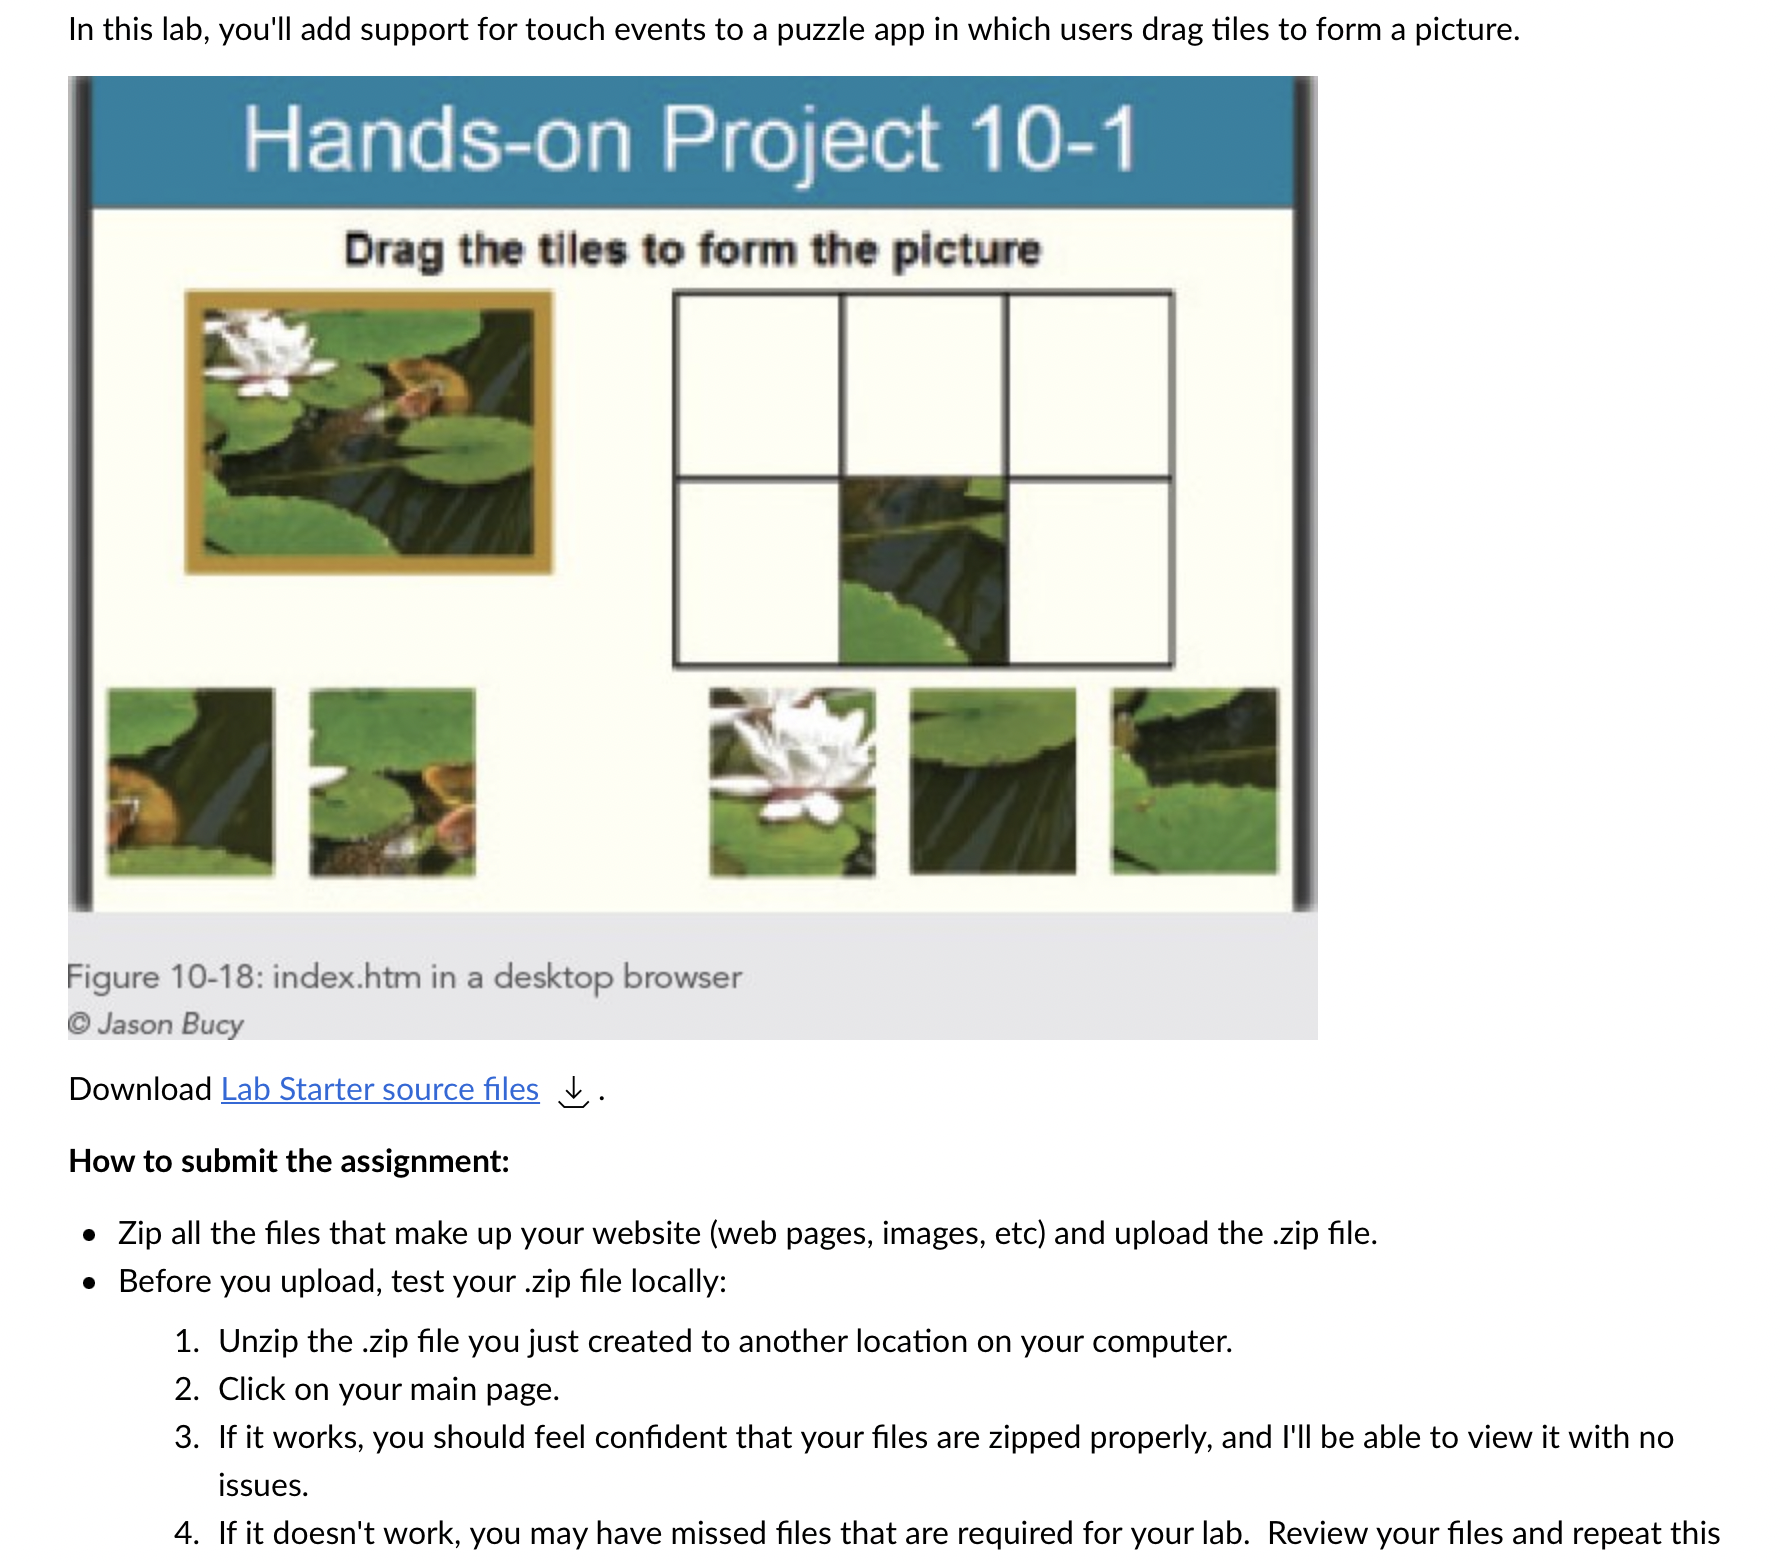 In this lab, you'll add support for touch events to a puzzle app in which users drag tiles to form a picture.
Hands-on Project 10-1
Drag the tiles to form the picture
Figure 10-18: index.htm in a desktop browser
© Jason Bucy
Download Lab Starter source files .
How to submit the assignment:
• Zip all the files that make up your website (web pages, images, etc) and upload the .zip file.
• Before you upload, test your .zip file locally:
1. Unzip the .zip file you just created to another location on your computer.
2. Click on your main page.
3. If it works, you should feel confident that your files are zipped properly, and I'll be able to view it with no
issues.
4. If it doesn't work, you may have missed files that are required for your lab.  Review your files and repeat this